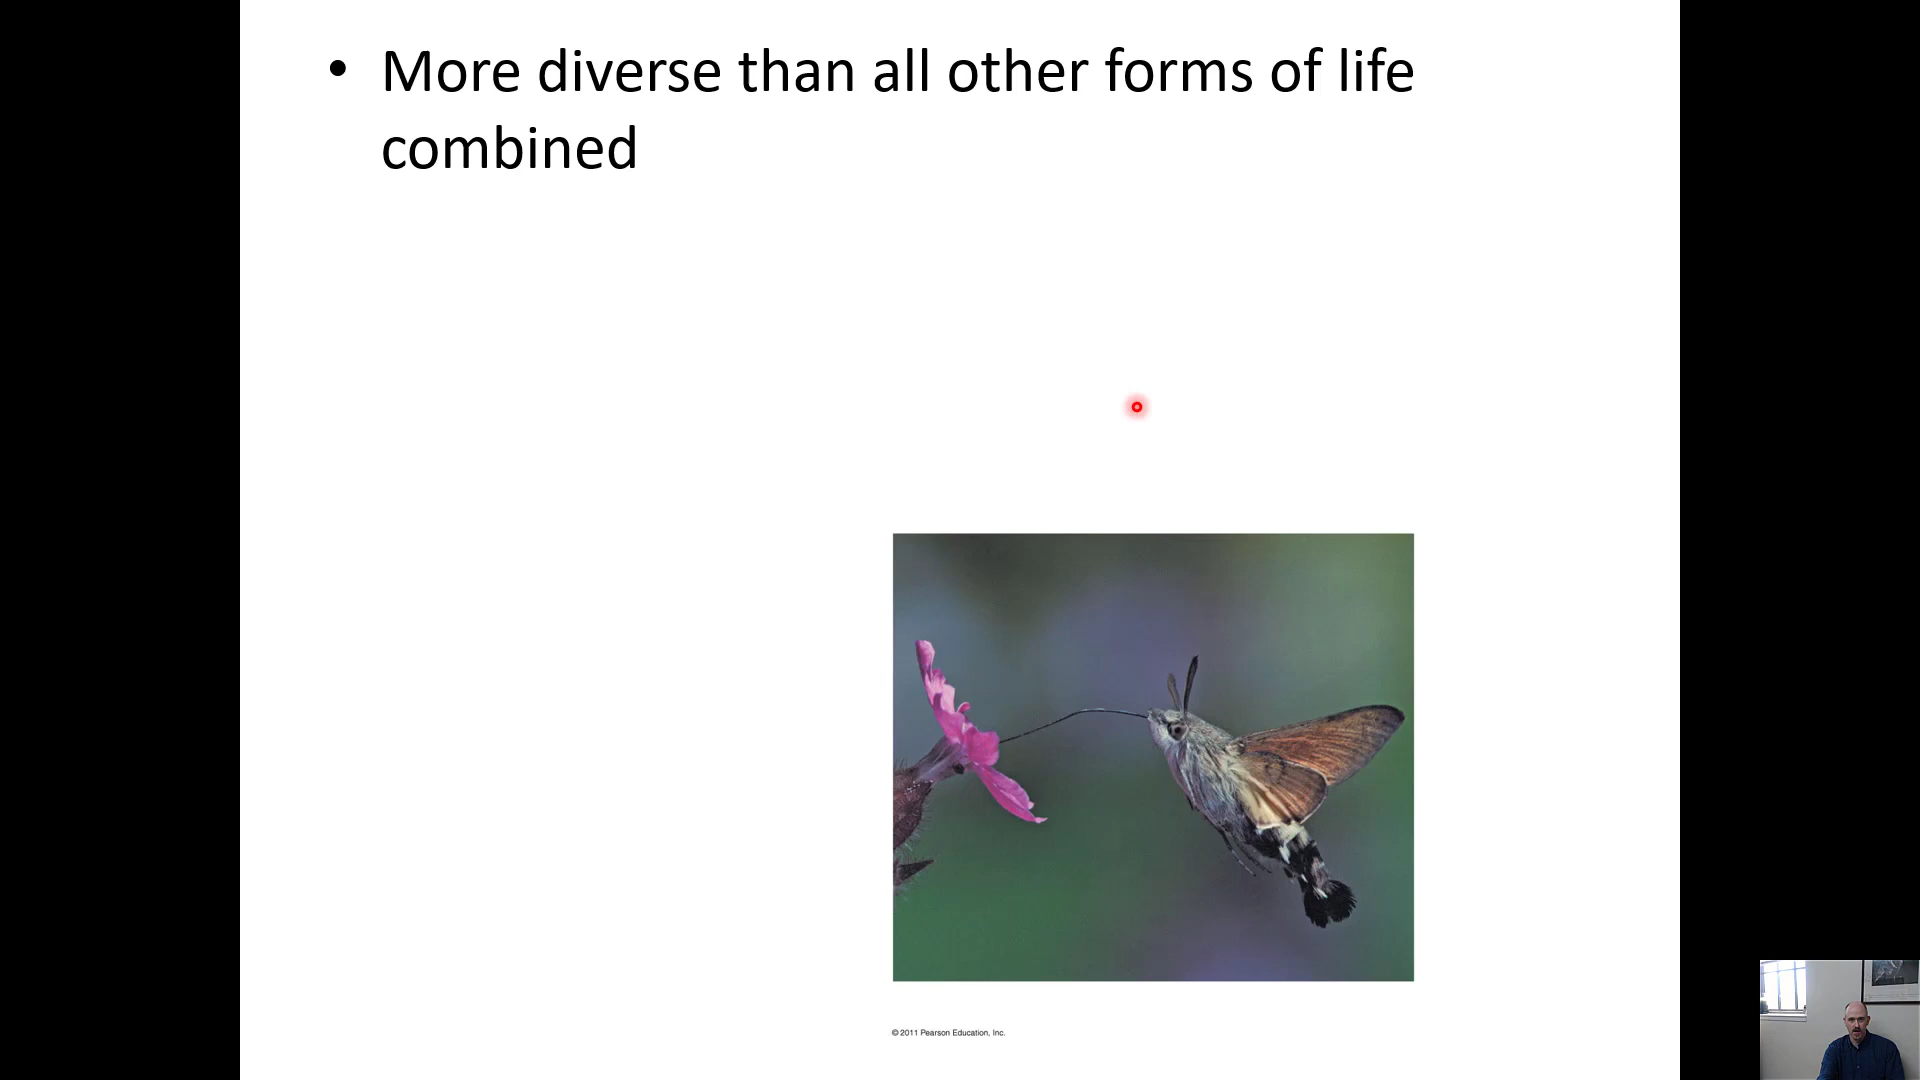 • More diverse than all other forms of life
combined
© 2011 Pearson Education, Inc.